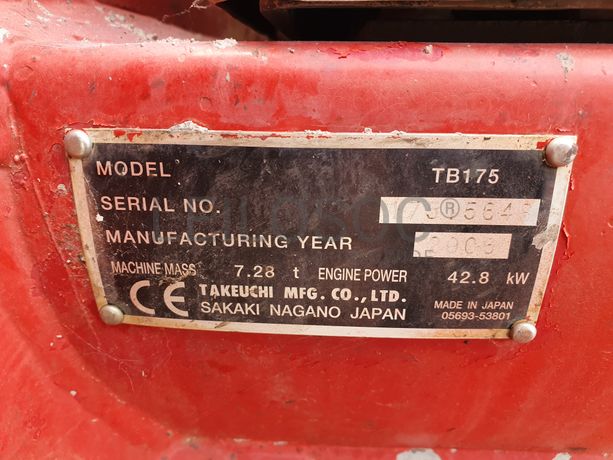 MODEL TB175
SERIAL NO.
MANUFACTURING YEAR
MACHINE MASS 7.28 t ENGINE POWER 42.8 kW
CE TAKEUCHI MFG. CO., LTD. MADE IN JAPAN
SAKAKI NAGANO JAPAN 05693-53801